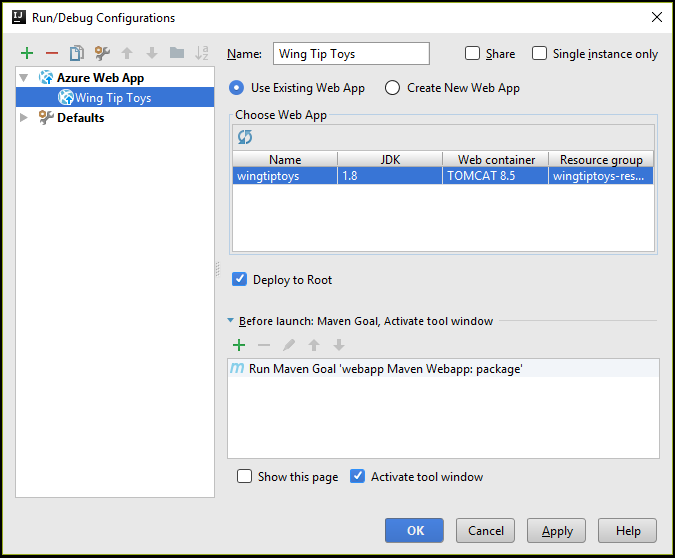 Run/Debug Configurations
Name: Wing Tip Toys Share Single instance only
Azure Web App
Wing Tip Toys
Defaults
Use Existing Web App Create New Web App
Choose Web App
Name JDK Web container Resource group
wingtiptoys 1.8 TOMCAT 8.5 wingtiptoys-res...
Deploy to Root
Before launch: Maven Goal, Activate tool window
m Run Maven Goal 'webapp Maven Webapp: package'
Show this page Activate tool window
OK Cancel Apply Help